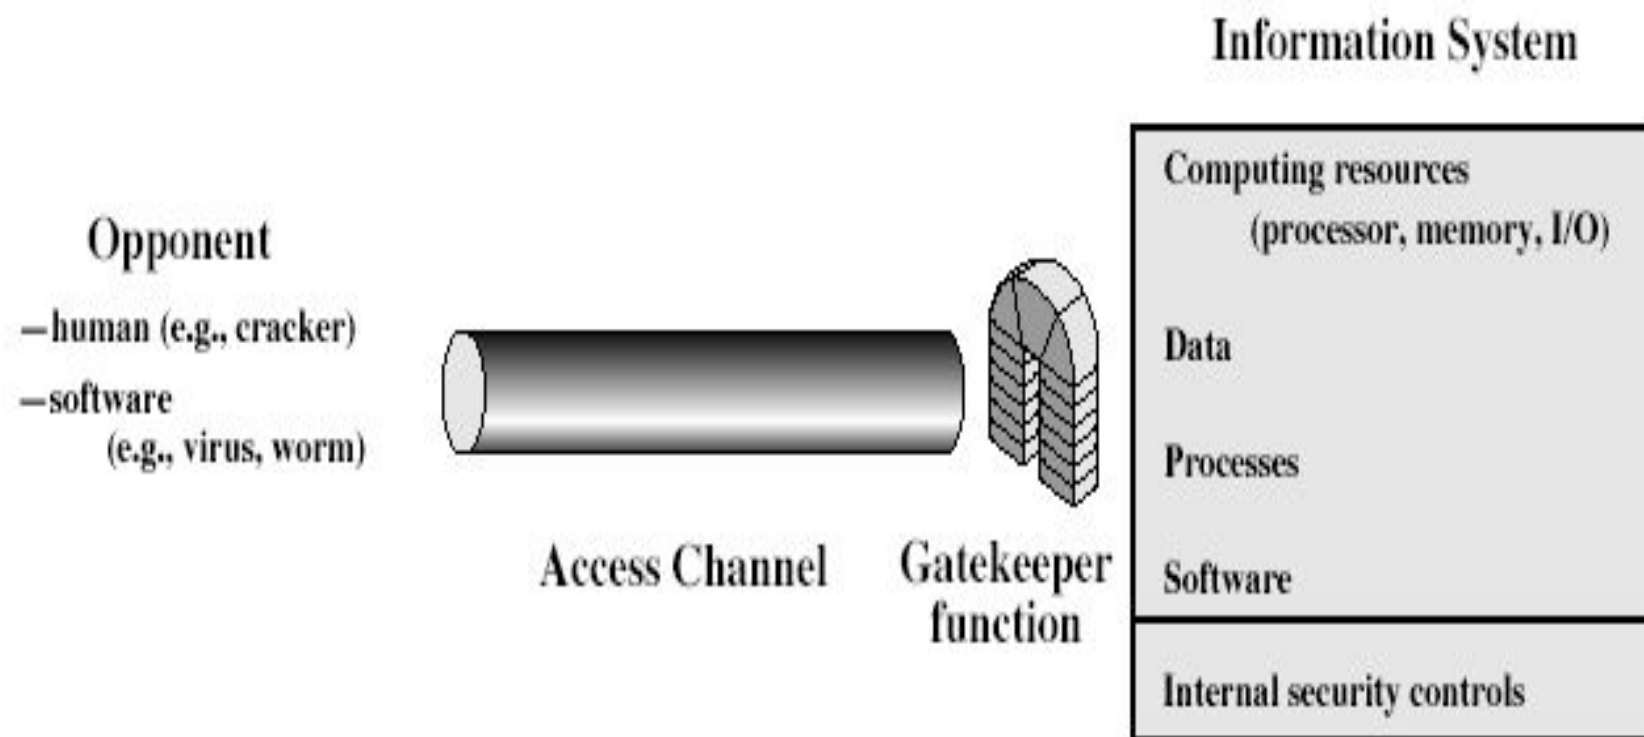 Information System
Opponent
–human (e.g., cracker)
–software
(e.g., virus, worm)
Access Channel
Gatekeeper
function
Computing resources
(processor, memory, I/O)
Data
Processes
Software
Internal security controls